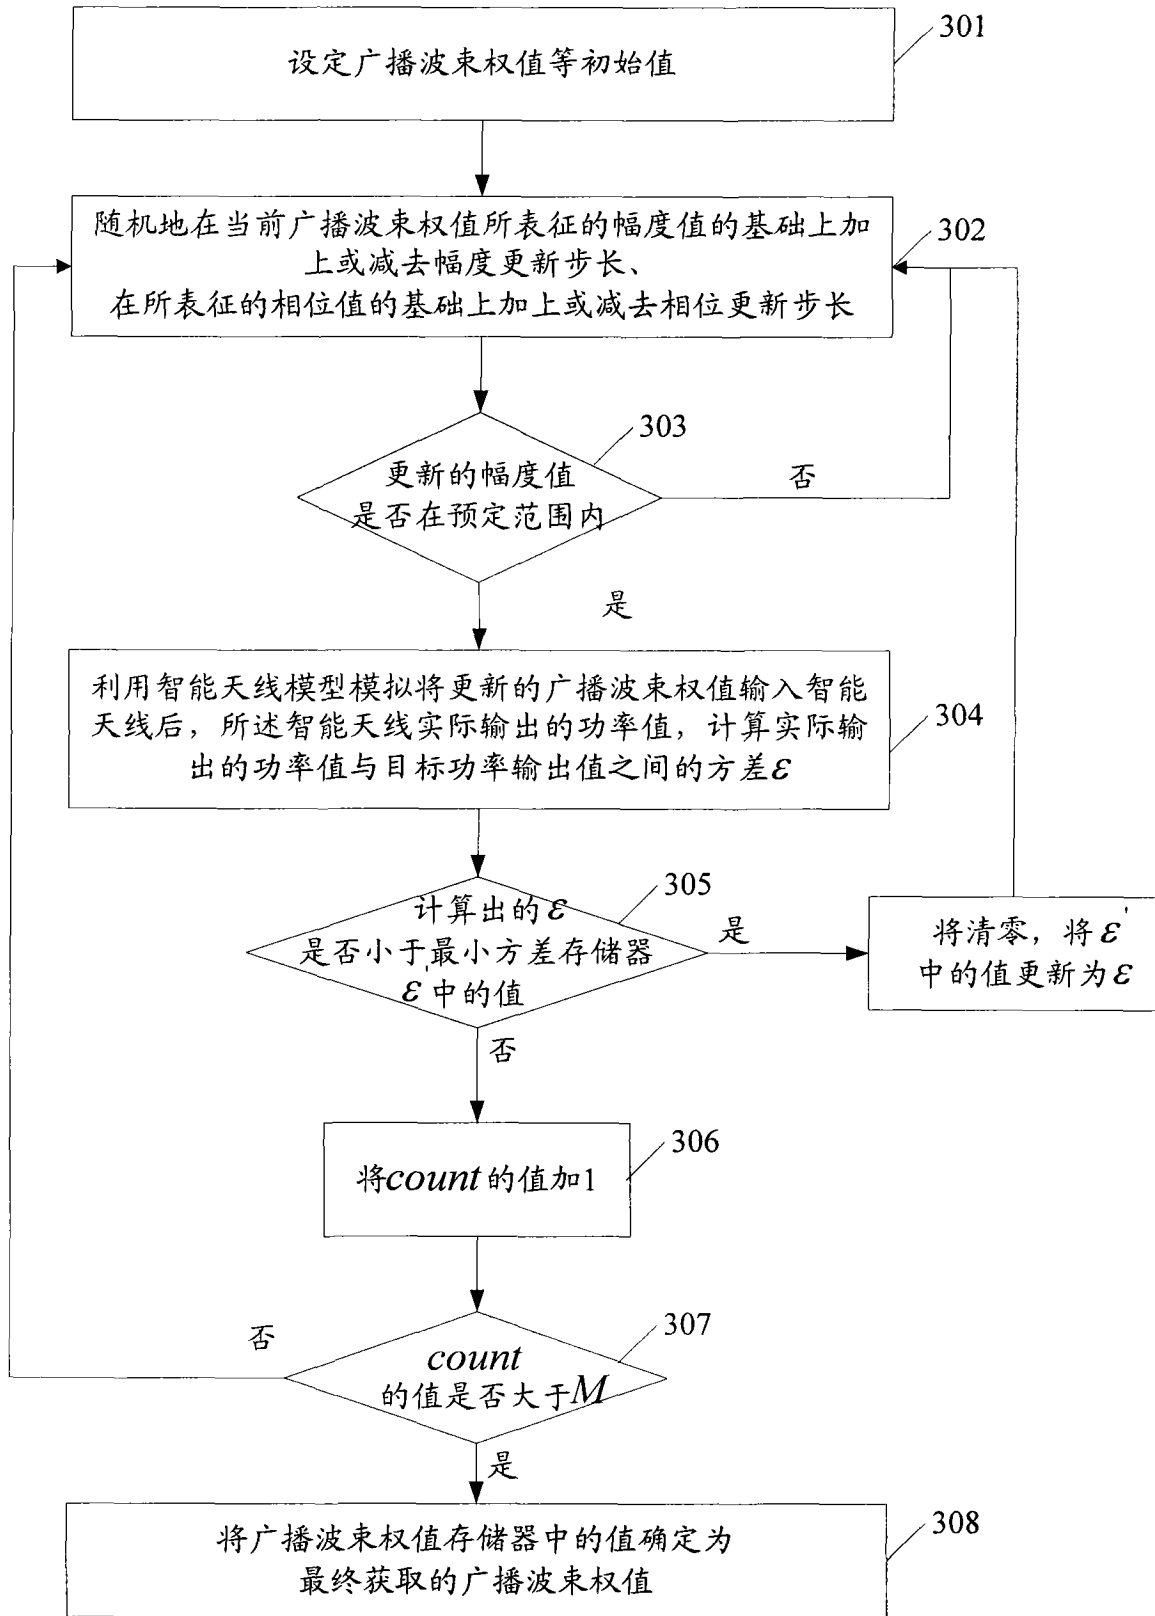 设定广播波束权值等初始值
301
随机地在当前广播波束权值所表征的幅度值的基础上加
上或减去幅度更新步长、
在所表征的相位值的基础上加上或减去相位更新步长
302
更新的幅度值
是否在预定范围内
303
否
是
利用智能天线模型模拟将更新的广播波束权值输入智能
天线后，所述智能天线实际输出的功率值，计算实际输
出的功率值与目标功率输出值之间的方差ε
304
计算出的ε
是否小于最小方差存储器
ε'中的值
305
是
将清零，将ε'
中的值更新为ε
否
将count的值加1
306
count
的值是否大于M
307
否
是
将广播波束权值存储器中的值确定为
最终获取的广播波束权值
308